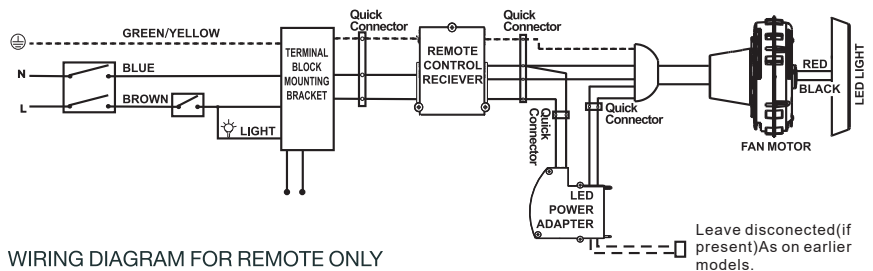 GREEN/YELLOW
N
BLUE
L
BROWN
LIGHT
TERMINAL
BLOCK
MOUNTING
BRACKET
Quick
Connector
REMOTE
CONTROL
RECIEVER
Quick
Connector
Quick
Connector
Quick
Connector
LED
POWER
ADAPTER
RED
BLACK
LED LIGHT
FAN MOTOR
Leave disconected(if
present)As on earlier
models.
WIRING DIAGRAM FOR REMOTE ONLY